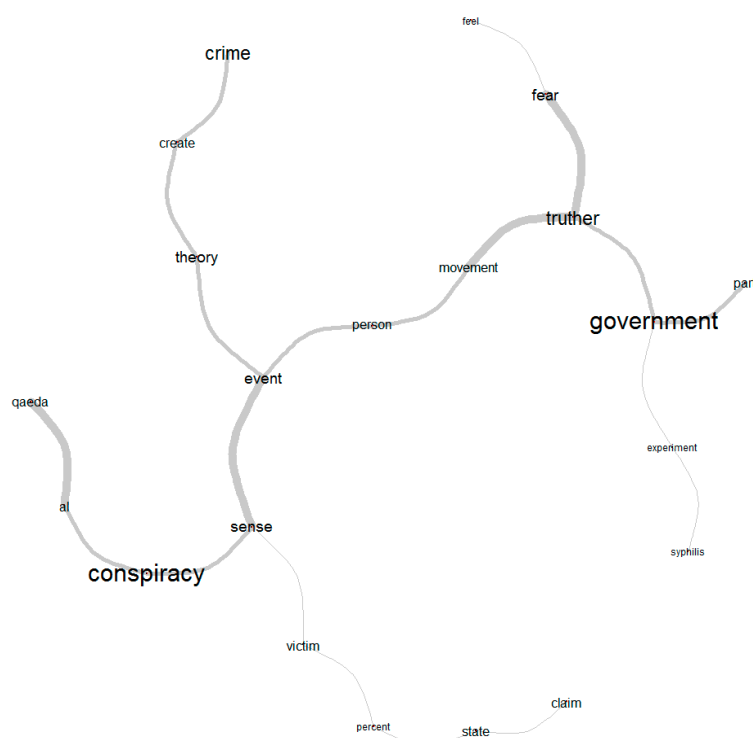 feel
crime
fear
create
truther
theory
movement
par
government
person
event
qaeda
experiment
al
sense
syphilis
conspiracy
victim
claim
percent
state